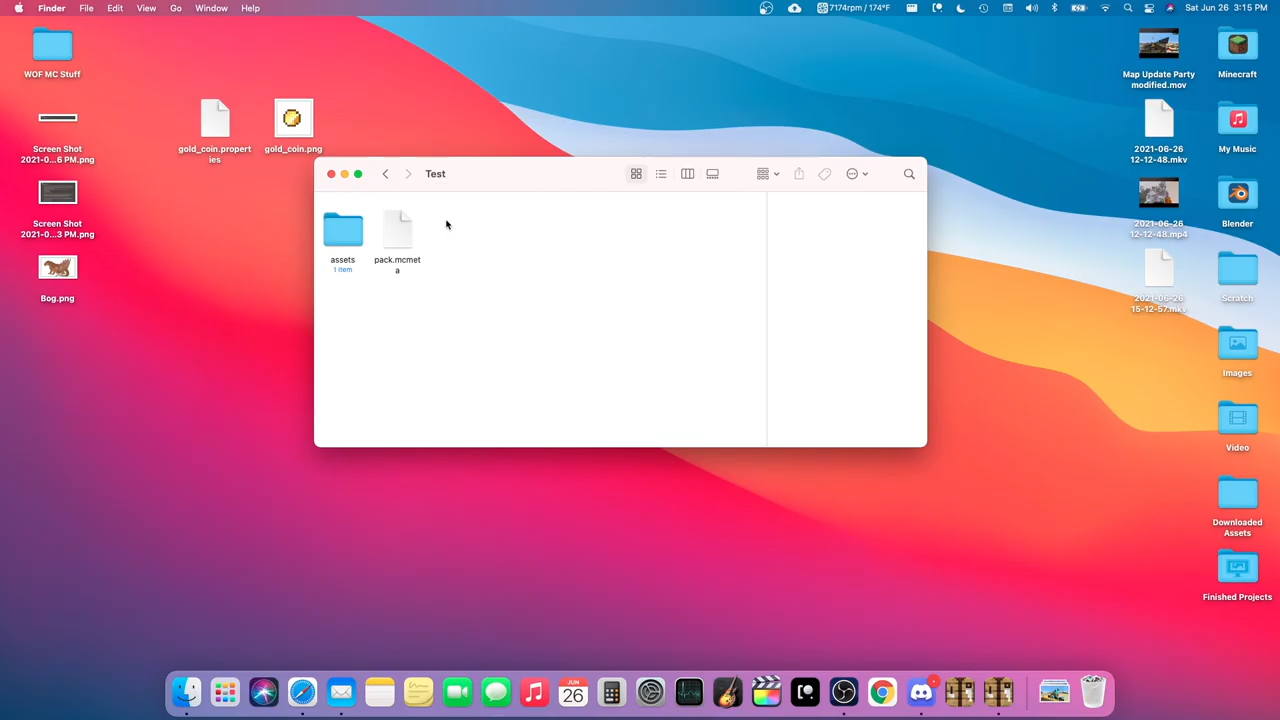 Finder File Edit View Go Window Help
7174rpm / 174°F
Sat Jun 26 3:15 PM
WOF MC Stuff
Screen Shot
2021-0...6 PM.png
Screen Shot
2021-0...3 PM.png
Bog.png
gold_coin.propert
ies
gold_coin.png
Test
assets
1 item
pack.mcmet
a
Map Update Party
modified.mov
2021-06-26
12-12-48.mkv
2021-06-26
12-12-48.mp4
2021-06-26
15-12-57.mkv
Minecraft
My Music
Blender
Scratch
Images
Video
Downloaded
Assets
Finished Projects
JUN
26